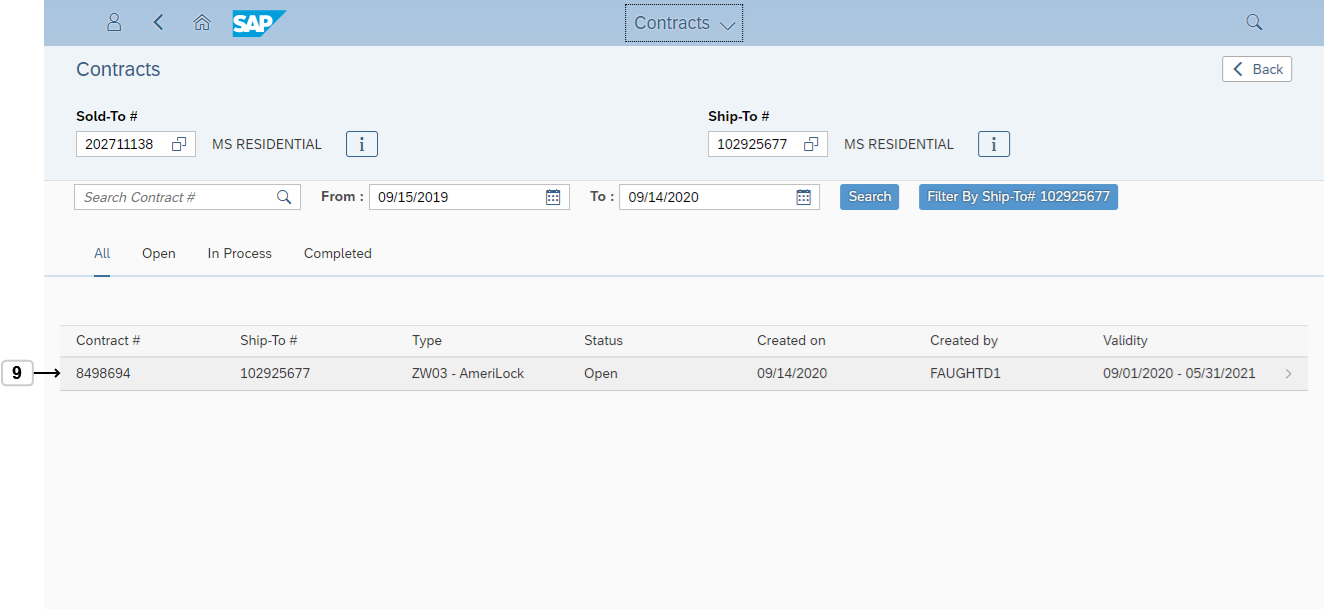 SAP Contracts
Contracts Back
Sold-To # Ship-To #
202711138 MS RESIDENTIAL i 102925677 MS RESIDENTIAL i
Search Contract # From : 09/15/2019 To : 09/14/2020 Search Filter By Ship-To# 102925677
All Open In Process Completed
Contract # Ship-To # Type Status Created on Created by Validity
9 8498694 102925677 ZW03 - AmeriLock Open 09/14/2020 FAUGHTD1 09/01/2020 - 05/31/2021